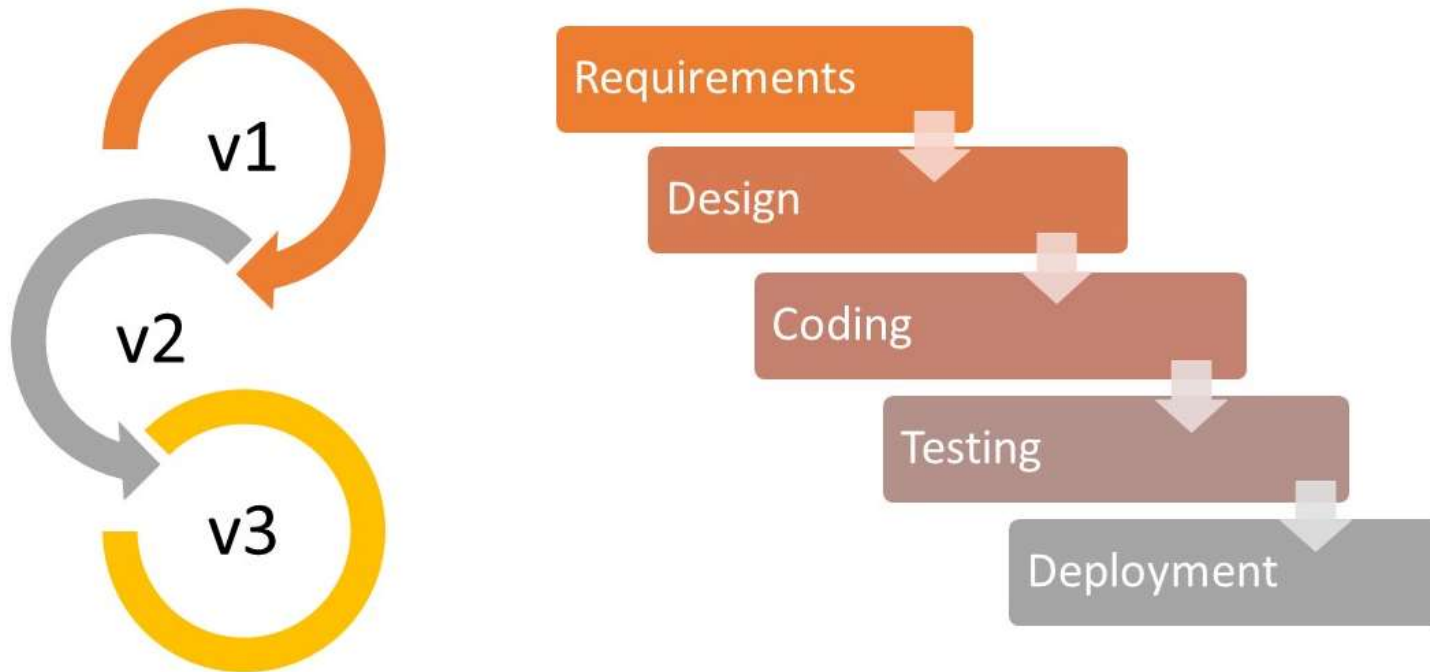 v1
v2
v3
Requirements
Design
Coding
Testing
Deployment